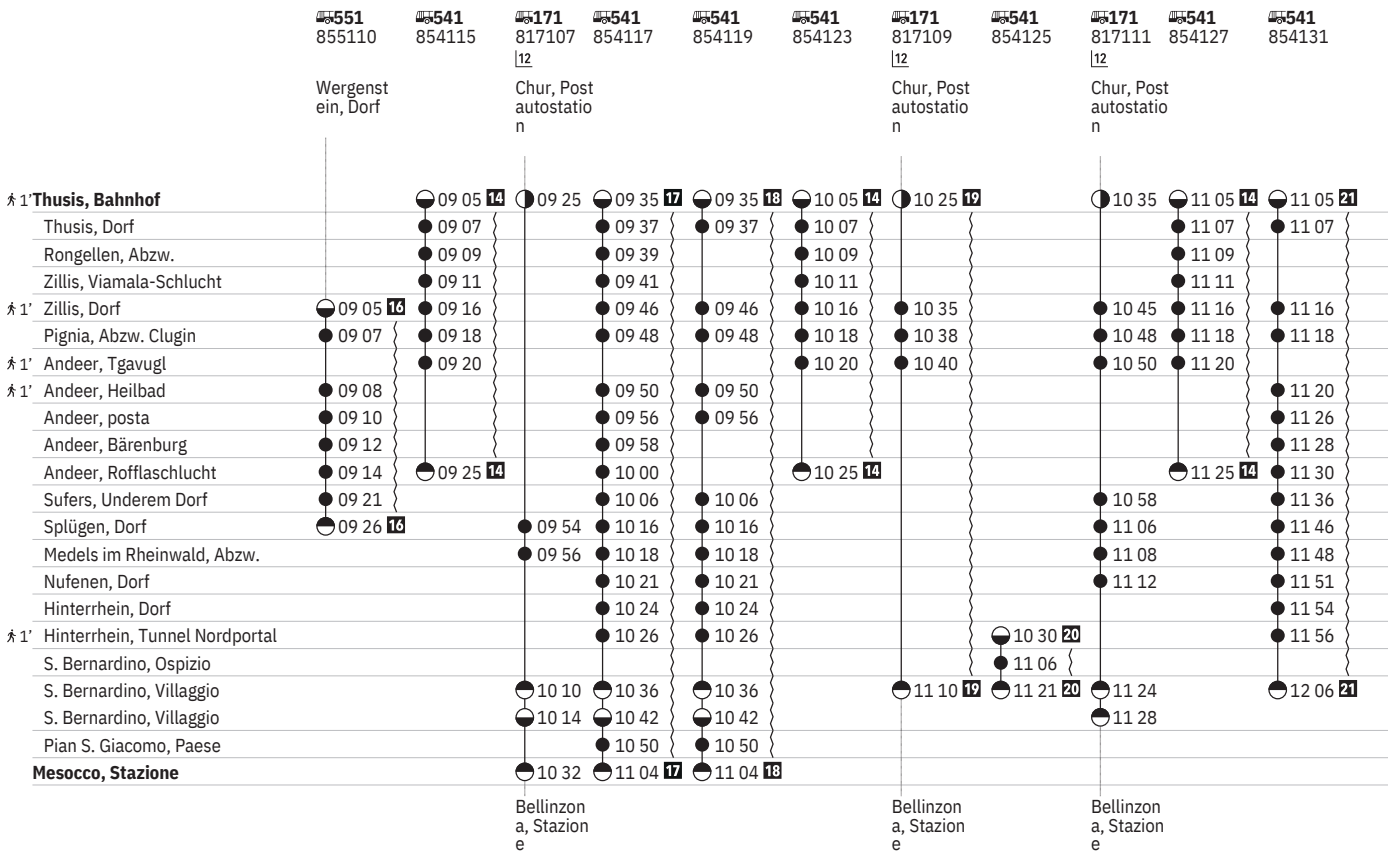 551 541 171 541 541 541 171 541 171 541 541
855110 854115 817107 854117 854119 854123 817109 854125 817111 854127 854131
12 12 12
Wergenst Chur, Post Chur, Post Chur, Post
ein, Dorf autostatio autostatio autostatio
n n n
1' Thusis, Bahnhof 09 05 14 09 25 09 35 17 09 35 18 10 05 14 10 25 19 10 35 11 05 14 11 05 21
Thusis, Dorf 09 07 09 37 09 37 10 07 11 07 11 07
Rongellen, Abzw. 09 09 09 39 10 09 11 09
Zillis, Viamala-Schlucht 09 11 09 41 10 11 11 11
1' Zillis, Dorf 09 05 16 09 16 09 46 09 46 10 16 10 35 10 45 11 16 11 16
Pignia, Abzw. Clugin 09 07 09 18 09 48 09 48 10 18 10 38 10 48 11 18 11 18
1' Andeer, Tgavugl 09 20 10 20 10 40 10 50 11 20
1' Andeer, Heilbad 09 08 09 50 09 50 11 20
Andeer, posta 09 10 09 56 09 56 11 26
Andeer, Bärenburg 09 12 09 58 11 28
Andeer, Rofflaschlucht 09 14 09 25 14 10 00 10 25 14 11 25 14 11 30
Sufers, Underem Dorf 09 21 10 06 10 06 10 58 11 36
Splügen, Dorf 09 26 16 09 54 10 16 10 16 11 06 11 46
Medels im Rheinwald, Abzw. 09 56 10 18 10 18 11 08 11 48
Nufenen, Dorf 10 21 10 21 11 12 11 51
Hinterrhein, Dorf 10 24 10 24 11 54
1' Hinterrhein, Tunnel Nordportal 10 26 10 26 10 30 20 11 56
S. Bernardino, Ospizio 11 06
S. Bernardino, Villaggio 10 10 10 36 10 36 11 10 19 11 21 20 11 24 12 06 21
S. Bernardino, Villaggio 10 14 10 42 10 42 11 28
Pian S. Giacomo, Paese 10 50 10 50
Mesocco, Stazione 10 32 11 04 17 11 04 18
Bellinzon Bellinzon Bellinzon
a, Stazion a, Stazion a, Stazion
e e e